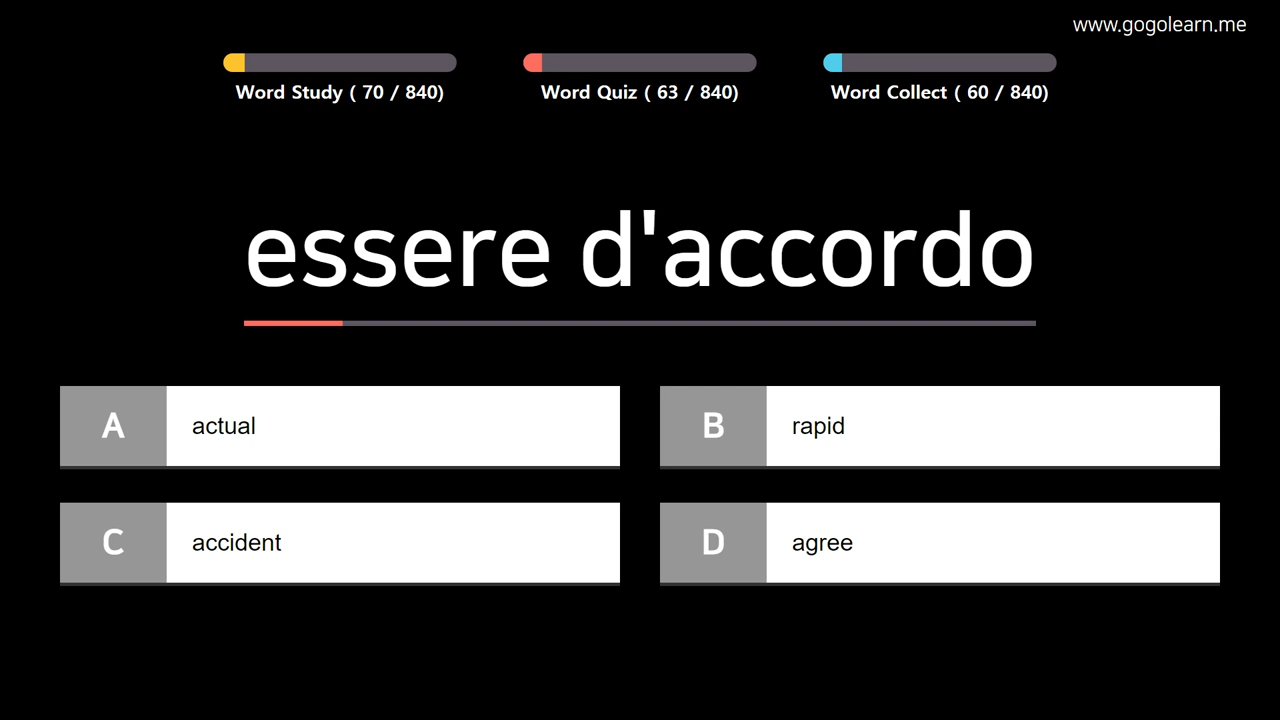 www.gogolearn.me
Word Study ( 70 / 840)
Word Quiz ( 63 / 840)
Word Collect ( 60 / 840)
essere d'accordo
A actual
B rapid
C accident
D agree